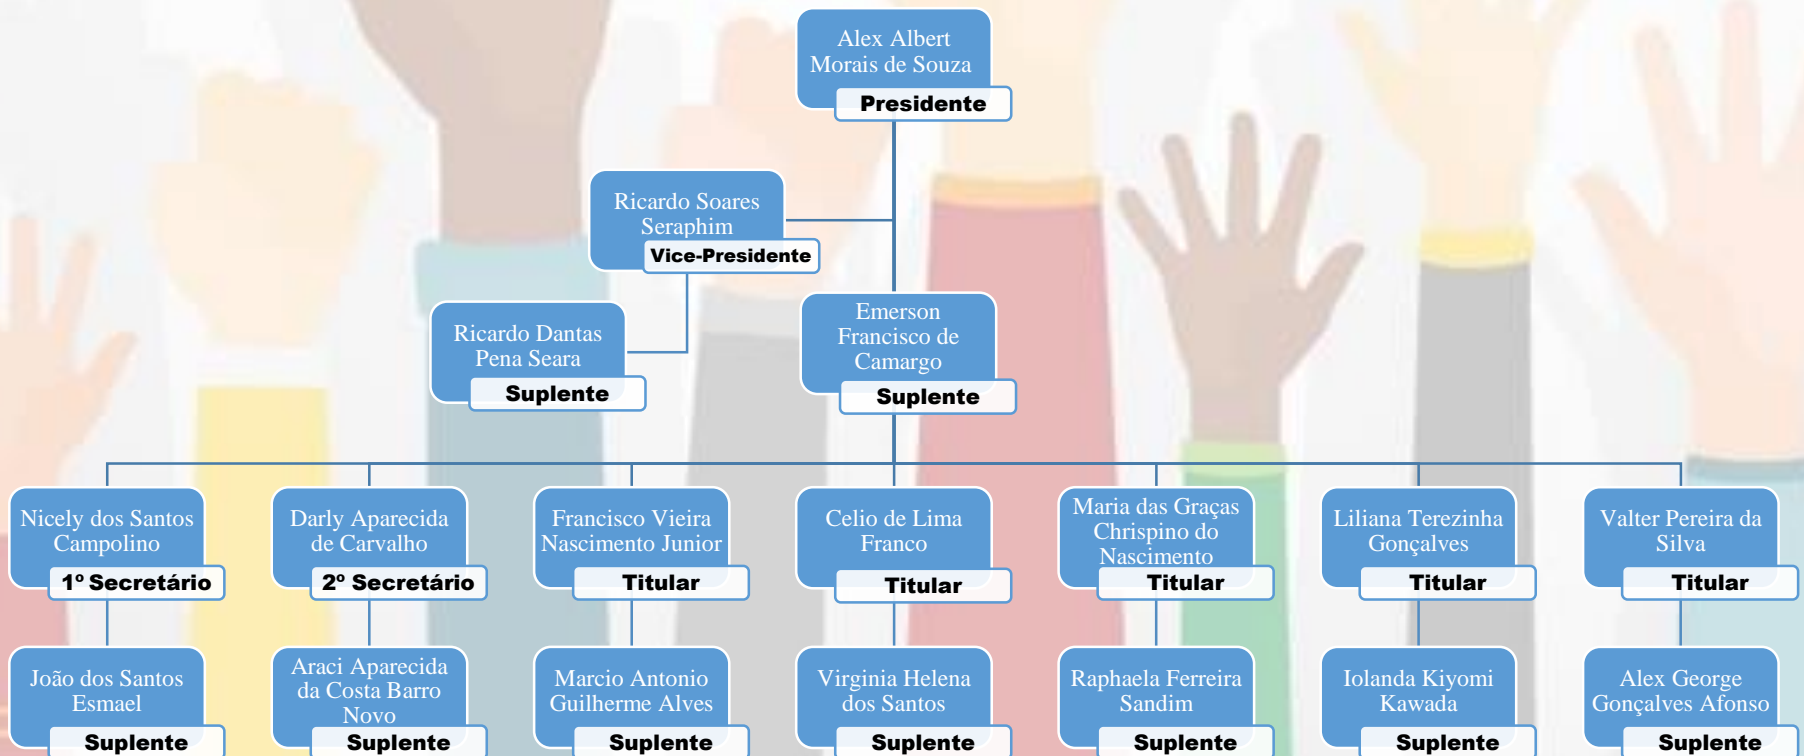 Alex Albert
Morais de Souza
Presidente
Ricardo Soares
Seraphim
Vice-Presidente
Ricardo Dantas
Pena Seara
Suplente
Emerson
Francisco de
Camargo
Suplente
Nicely dos Santos
Campolino
1º Secretário
Darly Aparecida
de Carvalho
2º Secretário
Francisco Vieira
Nascimento Junior
Titular
Celio de Lima
Franco
Titular
Maria das Graças
Chrispino do
Nascimento
Titular
Liliana Terezinha
Gonçalves
Titular
Valter Pereira da
Silva
Titular
João dos Santos
Esmael
Suplente
Araci Aparecida
da Costa Barro
Novo
Suplente
Marcio Antonio
Guilherme Alves
Suplente
Virginia Helena
dos Santos
Suplente
Raphaela Ferreira
Sandim
Suplente
Iolanda Kiyomi
Kawada
Suplente
Alex George
Gonçalves Afonso
Suplente